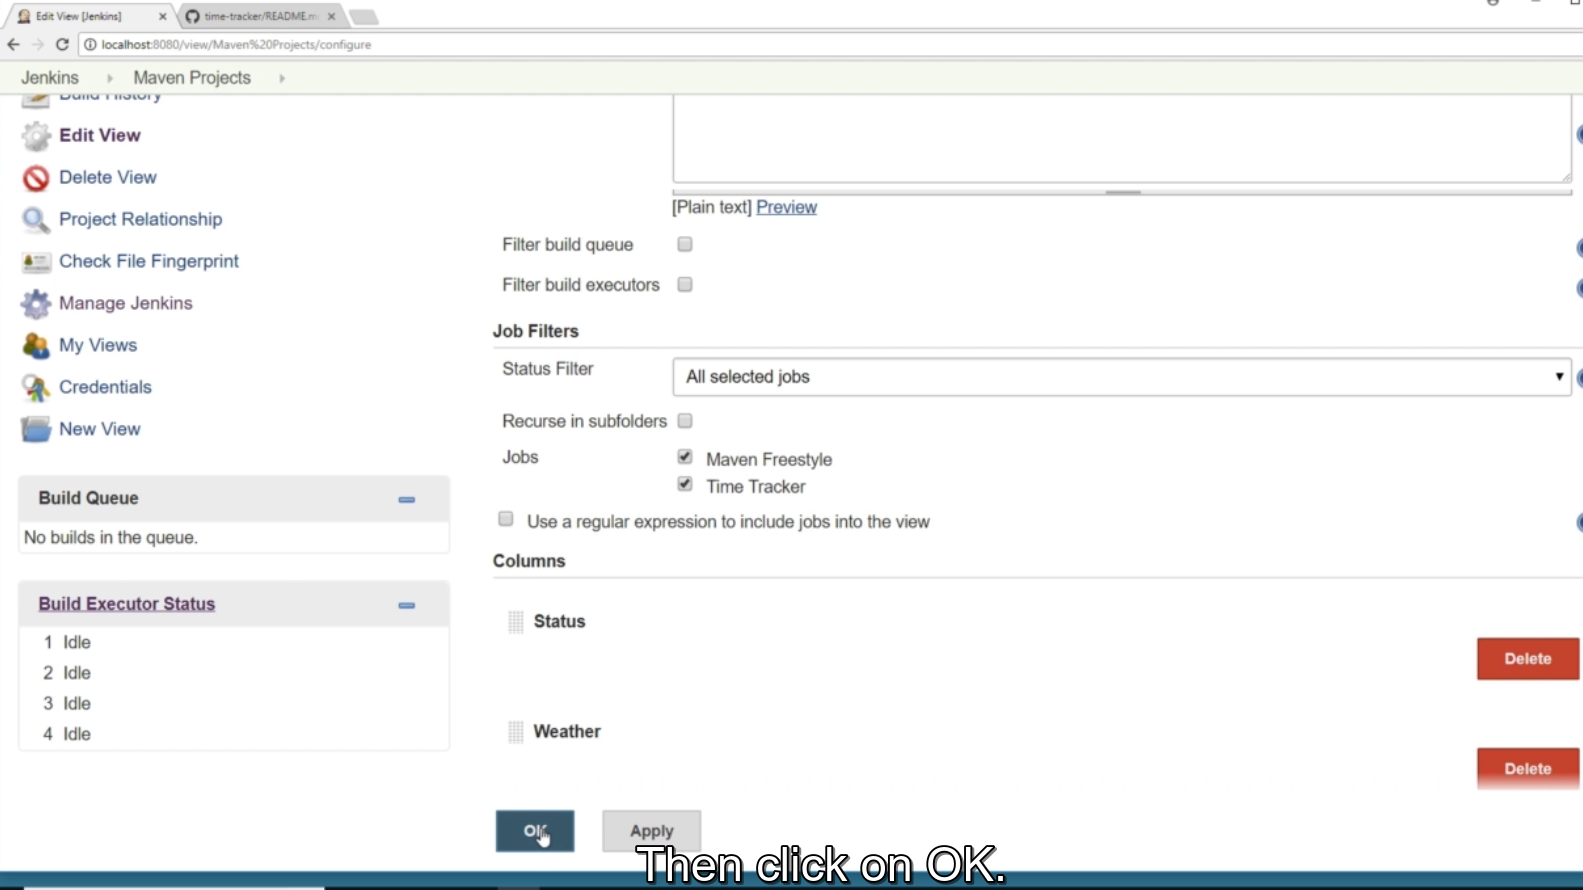 Edit View [Jenkins]
time-tracker/README.m
localhost:8080/view/Maven%20Projects/configure
Jenkins
Maven Projects
Build History
Edit View
Delete View
Project Relationship
Check File Fingerprint
Manage Jenkins
My Views
Credentials
New View
Build Queue
No builds in the queue.
Build Executor Status
1 Idle
2 Idle
3 Idle
4 Idle
[Plain text] Preview
Filter build queue
Filter build executors
Job Filters
Status Filter
All selected jobs
Recurse in subfolders
Jobs
Maven Freestyle
Time Tracker
Use a regular expression to include jobs into the view
Columns
Status
Delete
Weather
Delete
OK
Apply
Then click on OK.